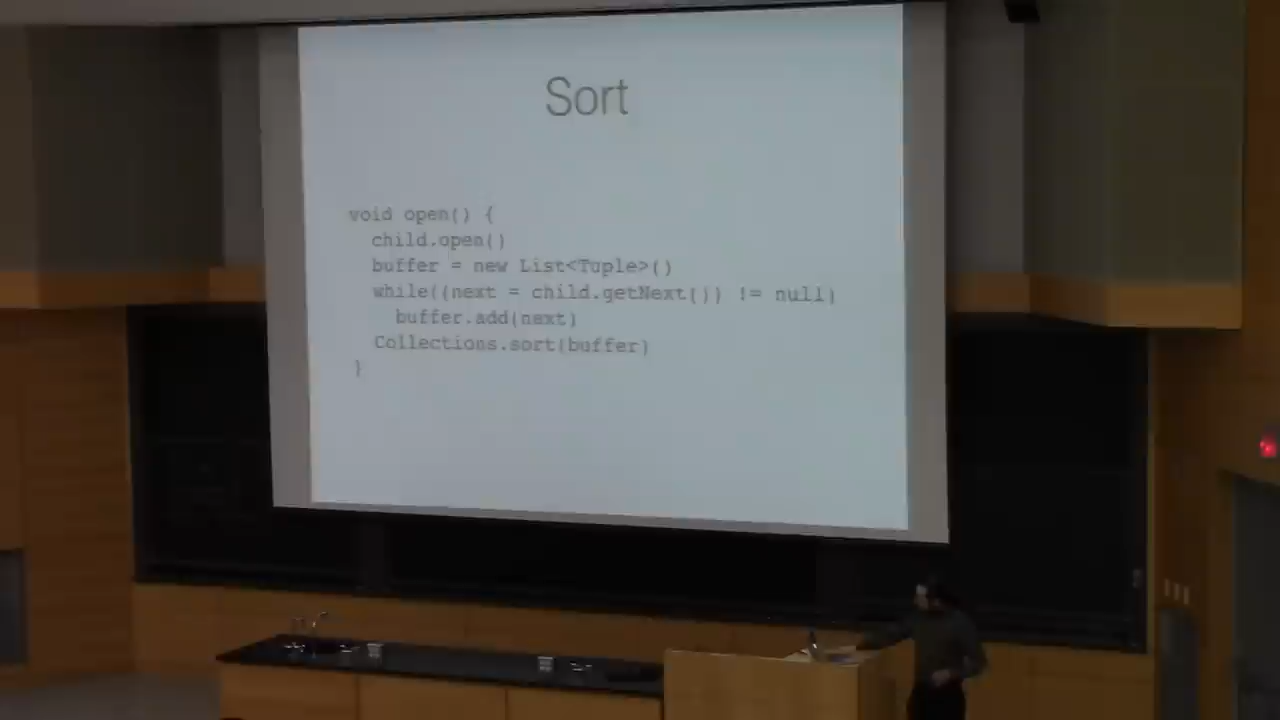 Sort
void open() {
child.open()
buffer = new List<Tuple>()
while((next = child.getNext()) != null)
buffer.add(next)
Collections.sort(buffer)
}